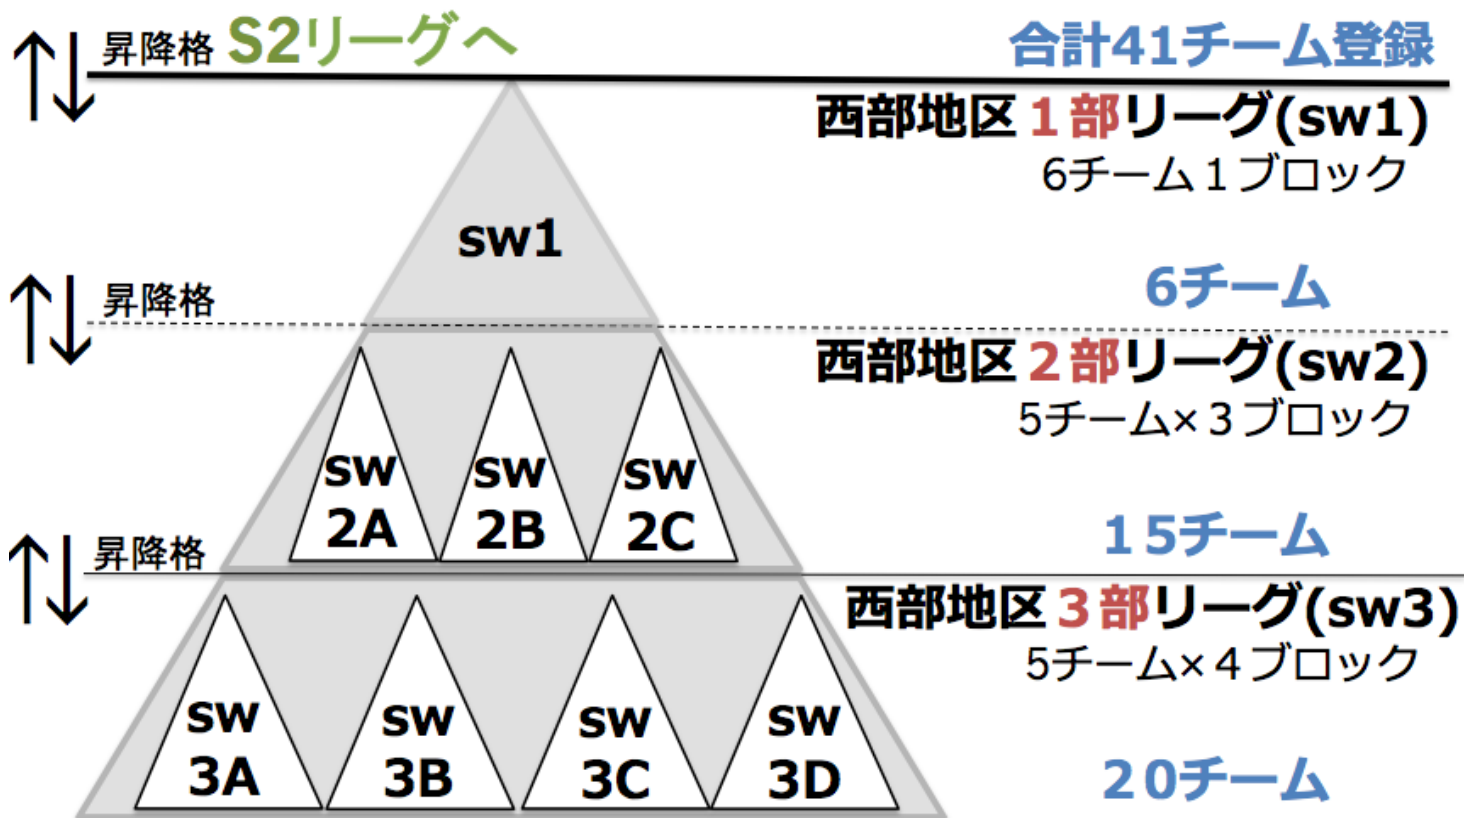 昇降格 S2リーグへ
合計41チーム登録
西部地区１部リーグ(sw1)
6チーム１ブロック
sw1
6チーム
昇降格
西部地区２部リーグ(sw2)
5チーム×３ブロック
sw
2A
sw
2B
sw
2C
１５チーム
昇降格
西部地区３部リーグ(sw3)
5チーム×４ブロック
sw
3A
sw
3B
sw
3C
sw
3D
２０チーム